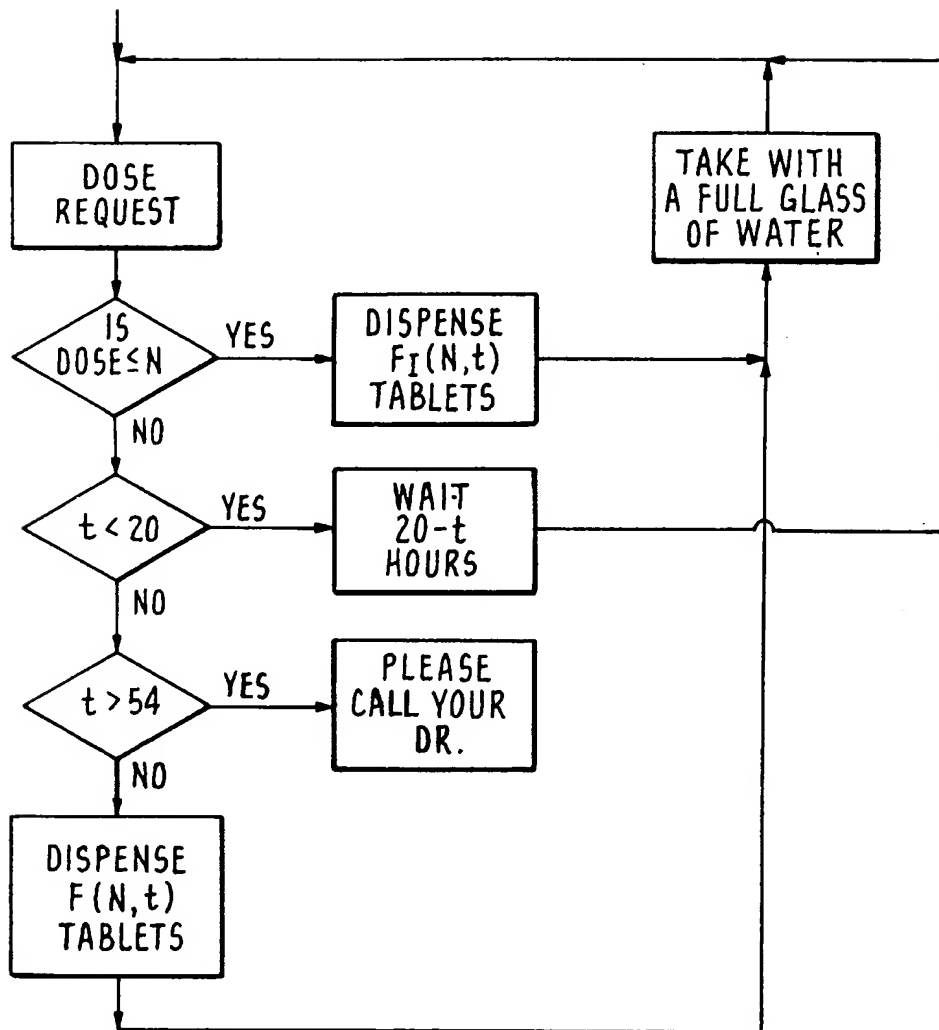 DOSE
REQUEST
TAKE WITH
A FULL GLASS
OF WATER
IS
DOSE≤N
YES
DISPENSE
FI(N,t)
TABLETS
NO
t<20
YES
WAIT
20-t
HOURS
NO
t>54
YES
PLEASE
CALL YOUR
DR.
NO
DISPENSE
F(N,t)
TABLETS